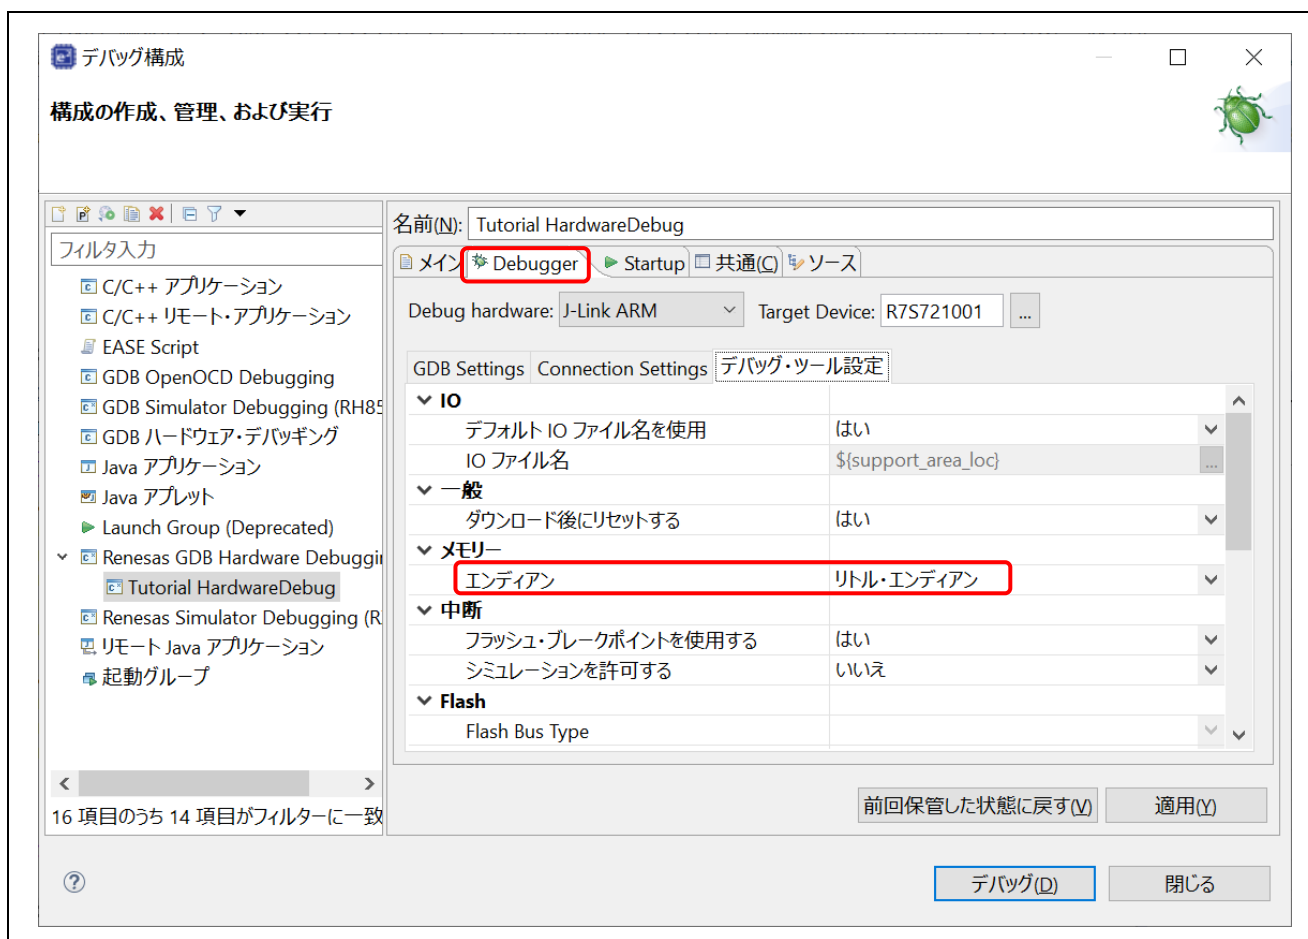 デバッグ構成
構成の作成、管理、および実行
フィルタ入力
C/C++ アプリケーション
C/C++ リモート・アプリケーション
EASE Script
GDB OpenOCD Debugging
GDB Simulator Debugging (RH85
GDB ハードウェア・デバッギング
Java アプリケーション
Java アプレット
Launch Group (Deprecated)
Renesas GDB Hardware Debuggi
Tutorial HardwareDebug
Renesas Simulator Debugging (R
リモート Java アプリケーション
起動グループ
16 項目のうち 14 項目がフィルターに一致
名前(N): Tutorial HardwareDebug
メイン Debugger Startup 共通(C) ソース
Debug hardware: J-Link ARM Target Device: R7S721001 ...
GDB Settings Connection Settings デバッグ・ツール設定
IO
デフォルト IO ファイル名を使用 はい
IO ファイル名 ${support_area_loc} ...
一般
ダウンロード後にリセットする はい
メモリー
エンディアン リトル・エンディアン
中断
フラッシュ・ブレークポイントを使用する はい
シミュレーションを許可する いいえ
Flash
Flash Bus Type
前回保管した状態に戻す(V) 適用(Y)
デバッグ(D) 閉じる